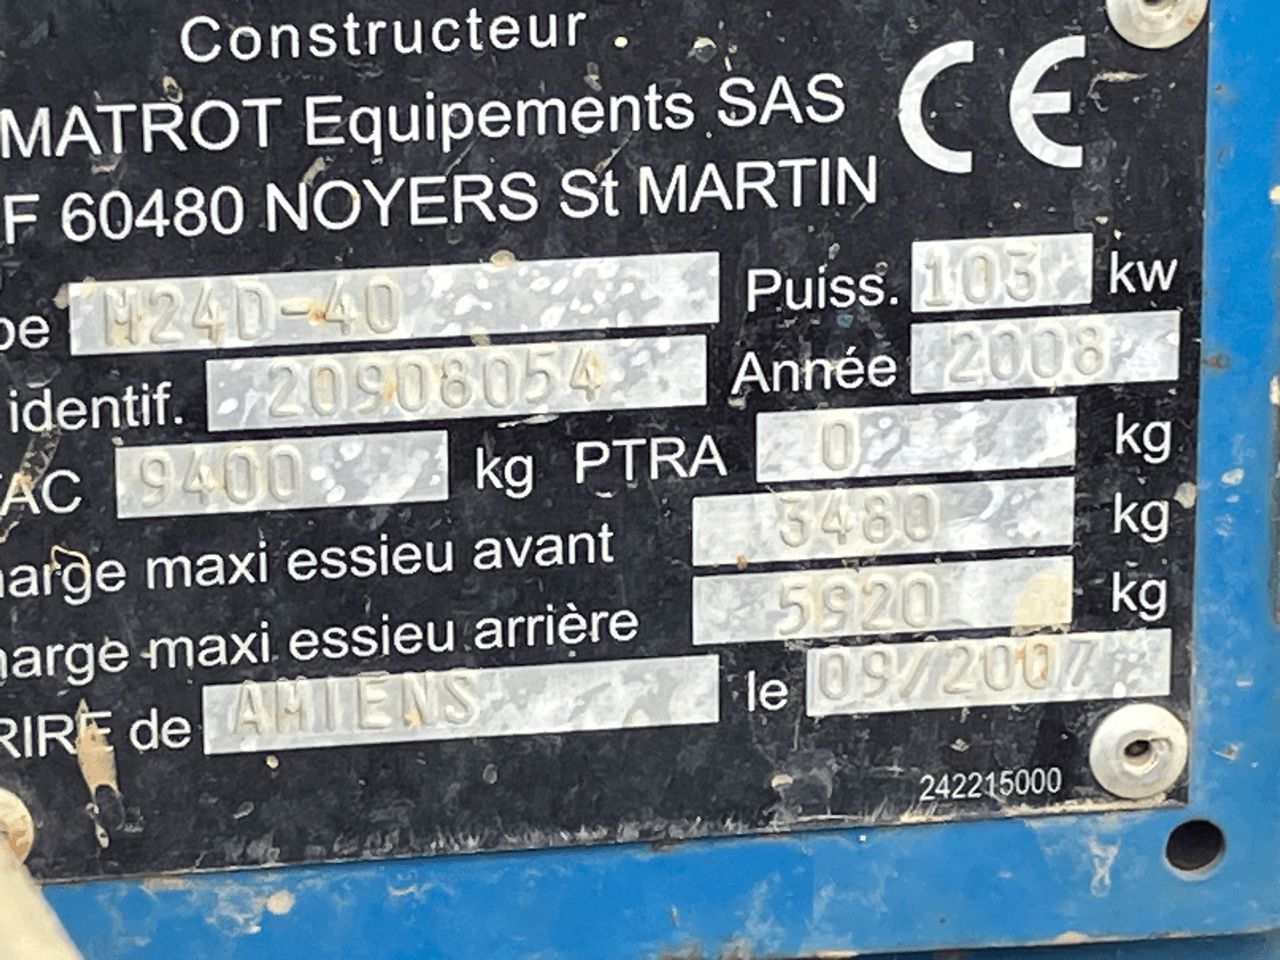 Constructeur
MATROT Equipements SAS CE
F 60480 NOYERS St MARTIN
pe M24D-40 Puiss. 103 kw
identif. 20908054 Année 2008
TAC 9400 kg PTRA 0 kg
harge maxi essieu avant 3480 kg
harge maxi essieu arrière 5920 kg
RIRE de AMIENS le 09/2007
242215000